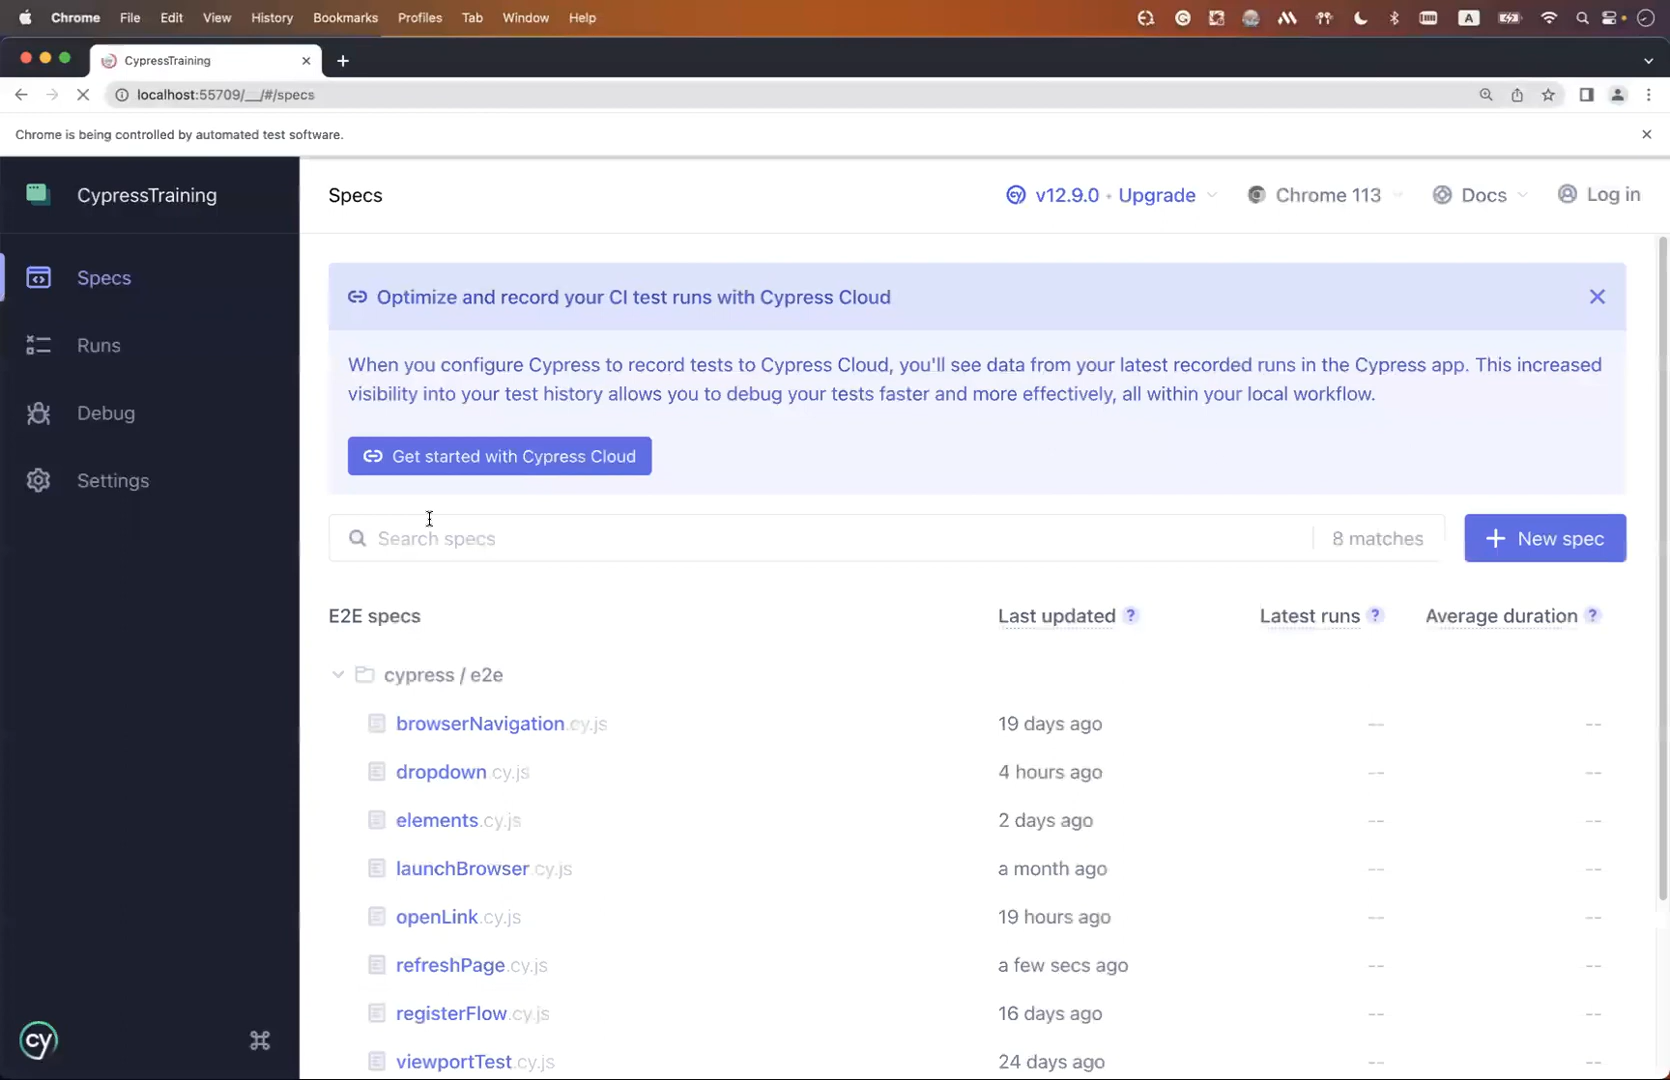 Chrome File Edit View History Bookmarks Profiles Tab Window Help A
CypressTraining
localhost:55709/__/#/specs
Chrome is being controlled by automated test software.
CypressTraining
Specs
v12.9.0 • Upgrade
Chrome 113
Docs
Log in
Specs
Runs
Debug
Settings
Optimize and record your CI test runs with Cypress Cloud
When you configure Cypress to record tests to Cypress Cloud, you'll see data from your latest recorded runs in the Cypress app. This increased
visibility into your test history allows you to debug your tests faster and more effectively, all within your local workflow.
Get started with Cypress Cloud
Search specs
8 matches
New spec
E2E specs Last updated ? Latest runs ? Average duration ?
cypress / e2e
browserNavigation.cy.js 19 days ago -- --
dropdown.cy.js 4 hours ago -- --
elements.cy.js 2 days ago -- --
launchBrowser.cy.js a month ago -- --
openLink.cy.js 19 hours ago -- --
refreshPage.cy.js a few secs ago -- --
registerFlow.cy.js 16 days ago -- --
viewportTest.cy.js 24 days ago -- --
cy